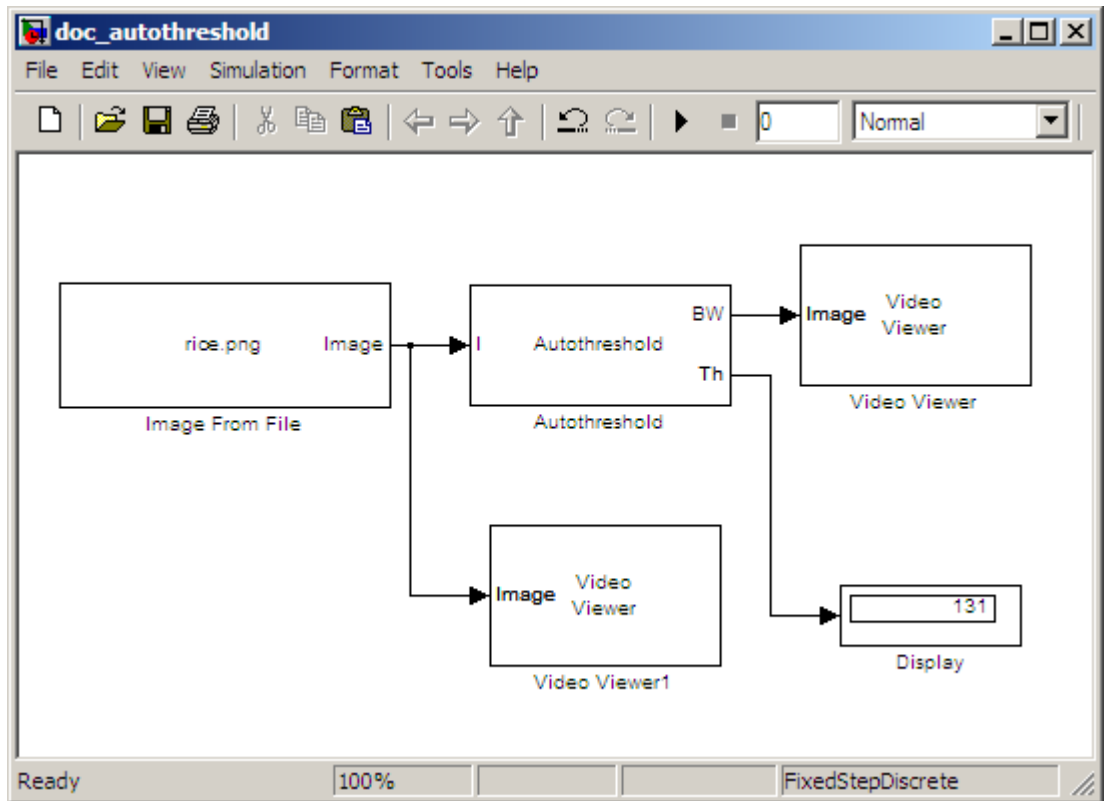 doc_autothreshold
File Edit View Simulation Format Tools Help
0 Normal
rice.png Image
Image From File
I Autothreshold BW Th
Autothreshold
Image Video Viewer
Video Viewer
Image Video Viewer
Video Viewer1
131
Display
Ready 100% FixedStepDiscrete